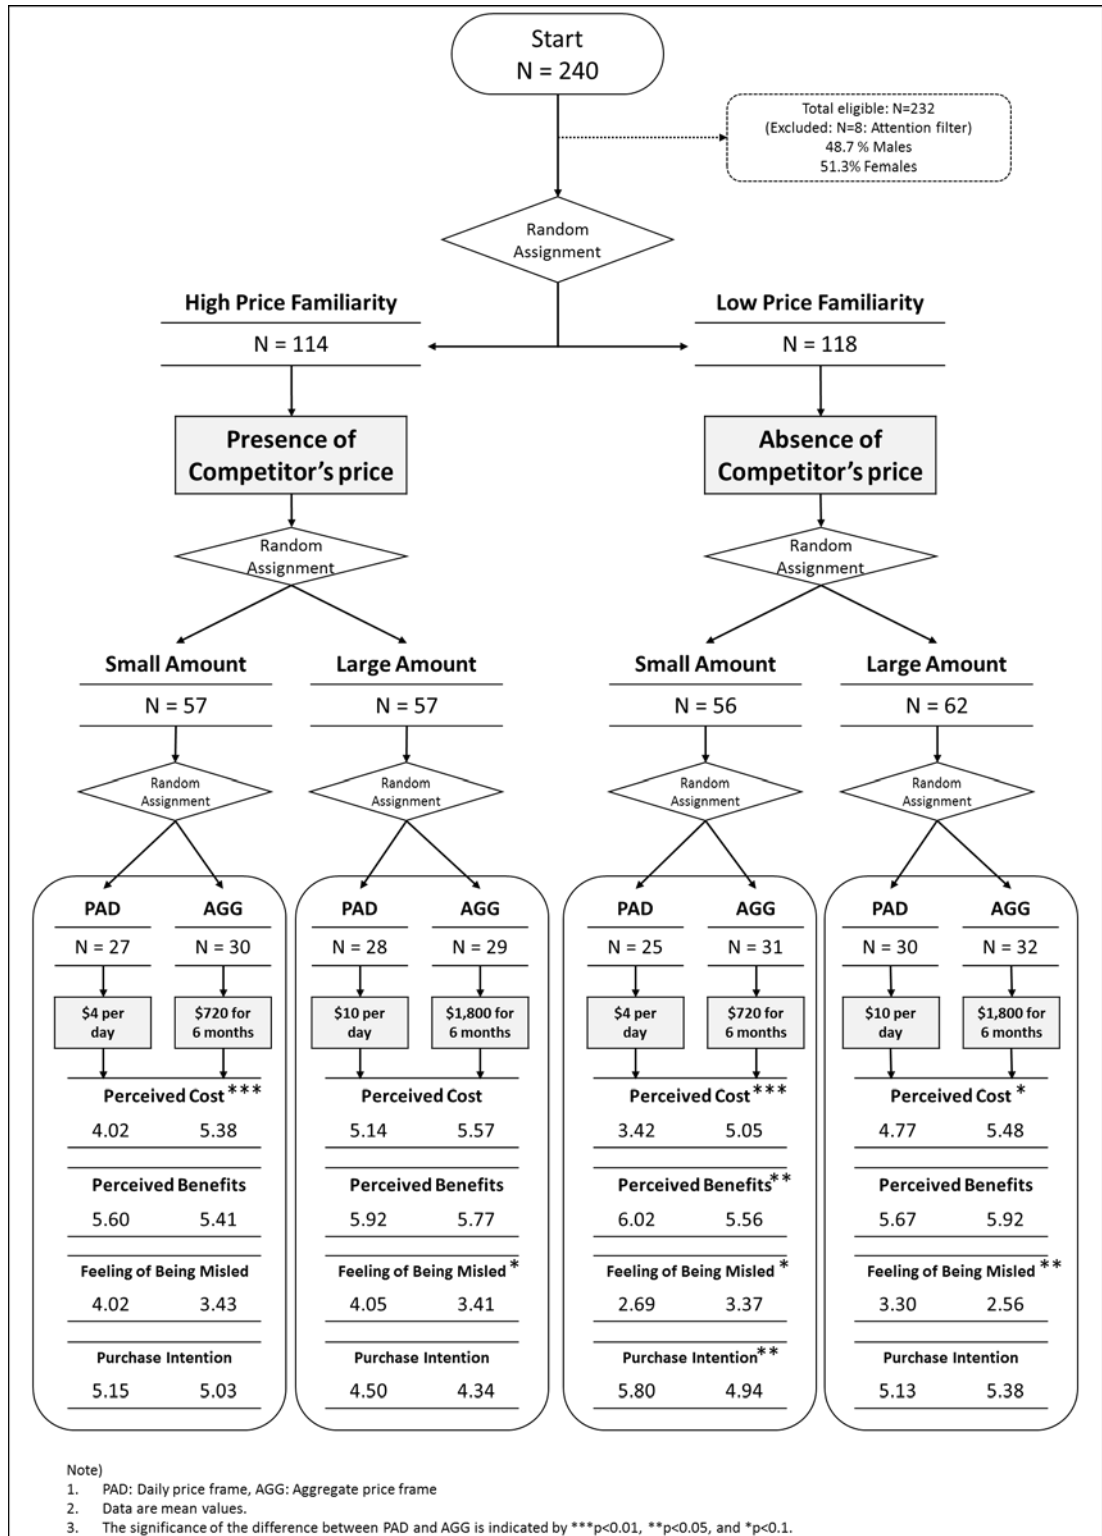 Start
N = 240
Total eligible: N=232
(Excluded: N=8: Attention filter)
48.7 % Males
51.3% Females
Random
Assignment
High Price Familiarity
N = 114
Low Price Familiarity
N = 118
Presence of
Competitor's price
Absence of
Competitor's price
Random
Assignment
Random
Assignment
Small Amount
N = 57
Large Amount
N = 57
Small Amount
N = 56
Large Amount
N = 62
Random
Assignment
Random
Assignment
Random
Assignment
Random
Assignment
PAD AGG
N = 27 N = 30
$4 per
day
$720 for
6 months
Perceived Cost***
4.02 5.38
Perceived Benefits
5.60 5.41
Feeling of Being Misled
4.02 3.43
Purchase Intention
5.15 5.03
PAD AGG
N = 28 N = 29
$10 per
day
$1,800 for
6 months
Perceived Cost
5.14 5.57
Perceived Benefits
5.92 5.77
Feeling of Being Misled*
4.05 3.41
Purchase Intention
4.50 4.34
PAD AGG
N = 25 N = 31
$4 per
day
$720 for
6 months
Perceived Cost***
3.42 5.05
Perceived Benefits**
6.02 5.56
Feeling of Being Misled*
2.69 3.37
Purchase Intention**
5.80 4.94
PAD AGG
N = 30 N = 32
$10 per
day
$1,800 for
6 months
Perceived Cost*
4.77 5.48
Perceived Benefits
5.67 5.92
Feeling of Being Misled**
3.30 2.56
Purchase Intention
5.13 5.38
Note)
1. PAD: Daily price frame, AGG: Aggregate price frame
2. Data are mean values.
3. The significance of the difference between PAD and AGG is indicated by ***p<0.01, **p<0.05, and *p<0.1.